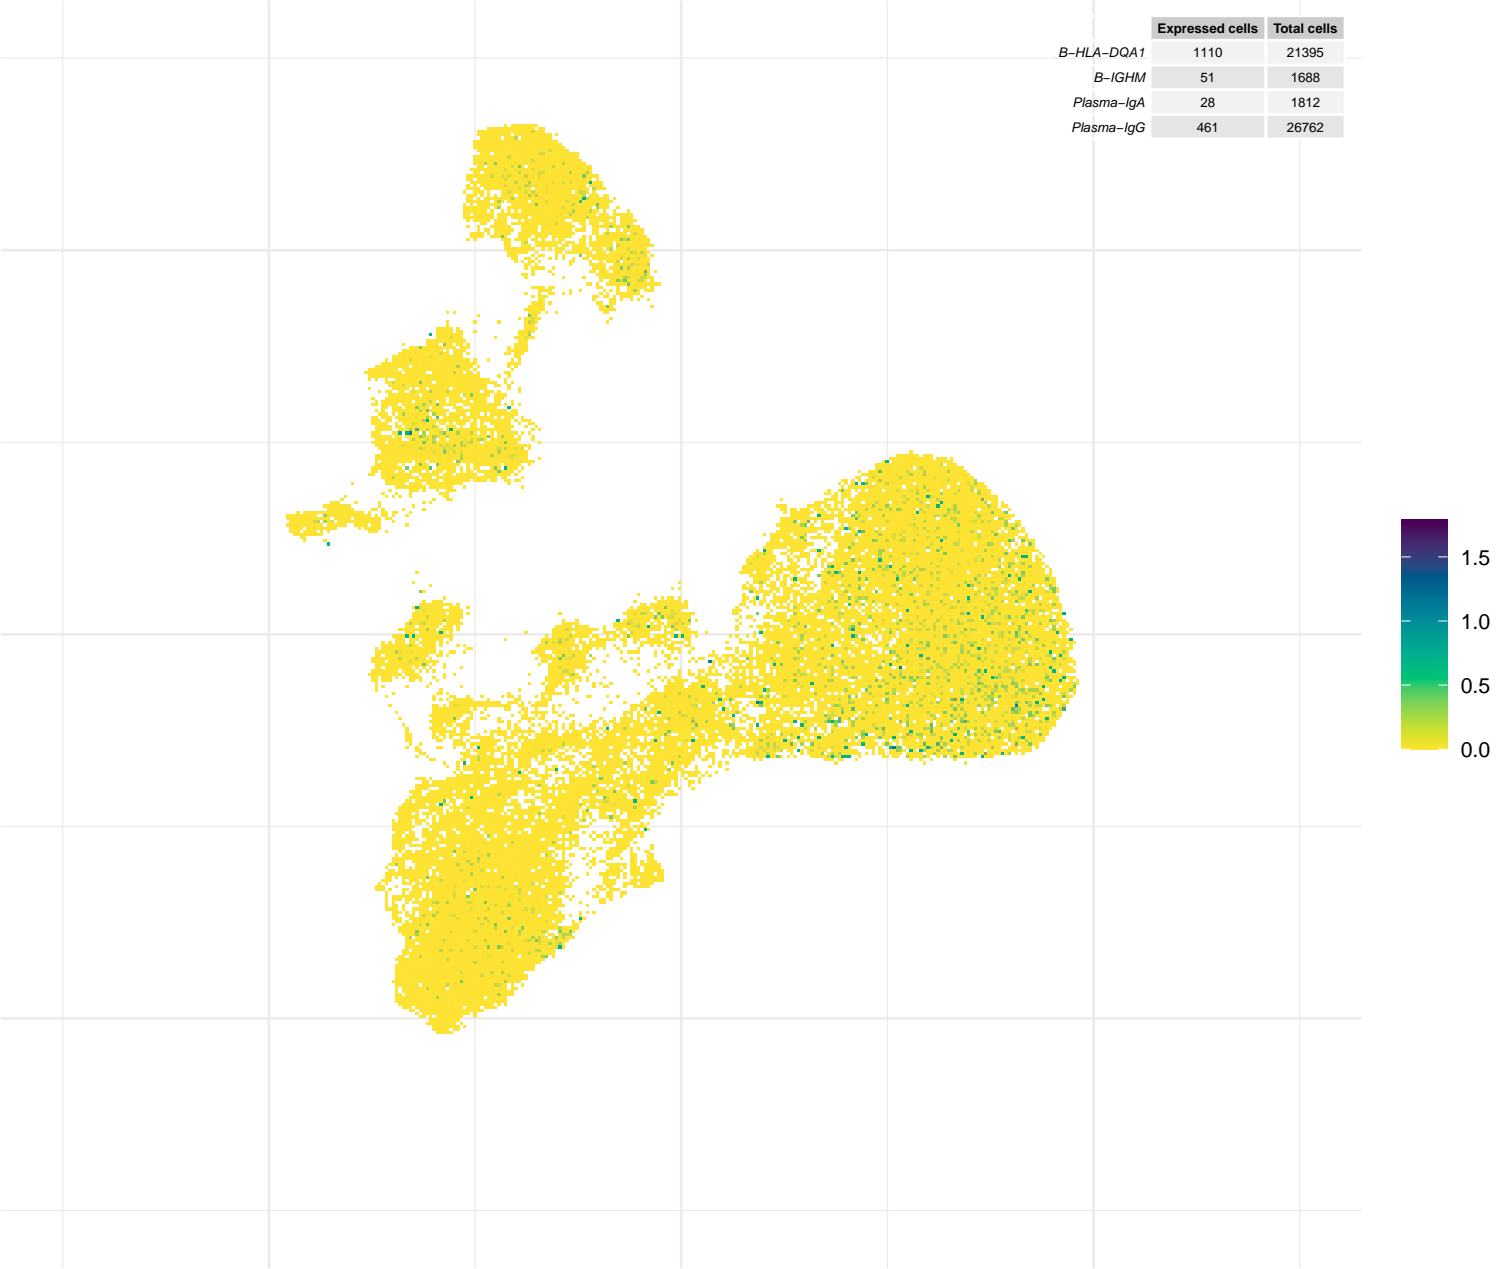 Expressed cells Total cells
B−HLA−DQA1 1110 21395
B−IGHM 51 1688
Plasma−IgA 28 1812
Plasma−IgG 461 26762
1.5
1.0
0.5
0.0